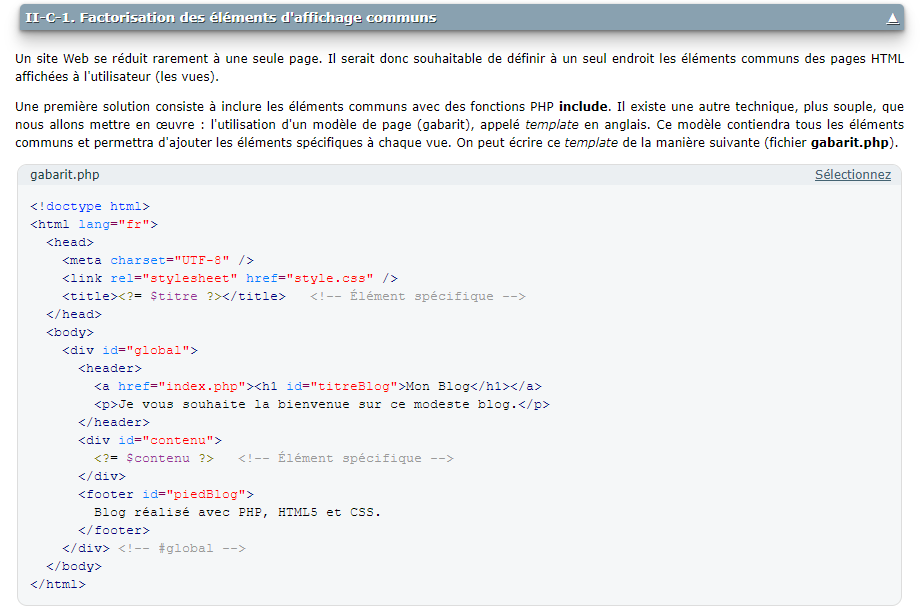 II-C-1. Factorisation des éléments d'affichage communs ▲
Un site Web se réduit rarement à une seule page. Il serait donc souhaitable de définir à un seul endroit les éléments communs des pages HTML
affichées à l'utilisateur (les vues).
Une première solution consiste à inclure les éléments communs avec des fonctions PHP include. Il existe une autre technique, plus souple, que
nous allons mettre en œuvre : l'utilisation d'un modèle de page (gabarit), appelé template en anglais. Ce modèle contiendra tous les éléments
communs et permettra d'ajouter les éléments spécifiques à chaque vue. On peut écrire ce template de la manière suivante (fichier gabarit.php).
gabarit.php Sélectionnez
<!doctype html>
<html lang="fr">
  <head>
    <meta charset="UTF-8" />
    <link rel="stylesheet" href="style.css" />
    <title><?= $titre ?></title>   <!-- Élément spécifique -->
  </head>
  <body>
    <div id="global">
      <header>
        <a href="index.php"><h1 id="titreBlog">Mon Blog</h1></a>
        <p>Je vous souhaite la bienvenue sur ce modeste blog.</p>
      </header>
      <div id="contenu">
        <?= $contenu ?>   <!-- Élément spécifique -->
      </div>
      <footer id="piedBlog">
        Blog réalisé avec PHP, HTML5 et CSS.
      </footer>
    </div> <!-- #global -->
  </body>
</html>